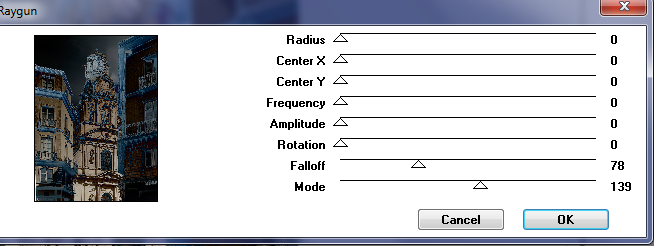 Raygun
Radius 0
Center X 0
Center Y 0
Frequency 0
Amplitude 0
Rotation 0
Falloff 78
Mode 139
Cancel OK